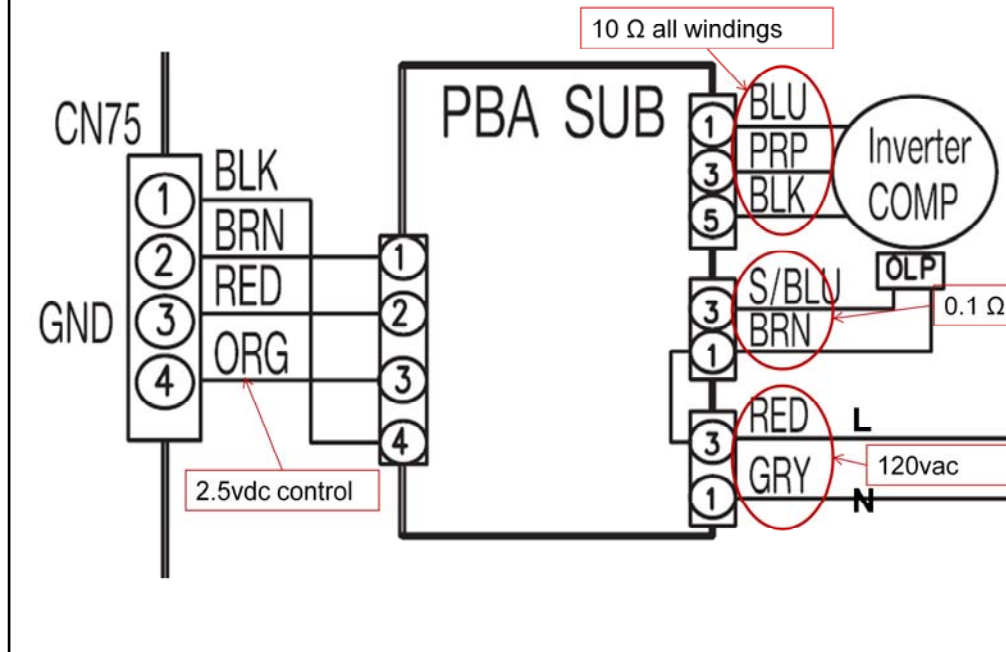 10 Ω all windings
CN75
PBA SUB
BLU
PRP
BLK
1
3
5
Inverter
COMP
OLP
BLK
BRN
RED
ORG
1
2
3
4
GND
1
2
3
4
S/BLU
BRN
3
1
0.1 Ω
RED
GRY
3
1
L
N
120vac
2.5vdc control